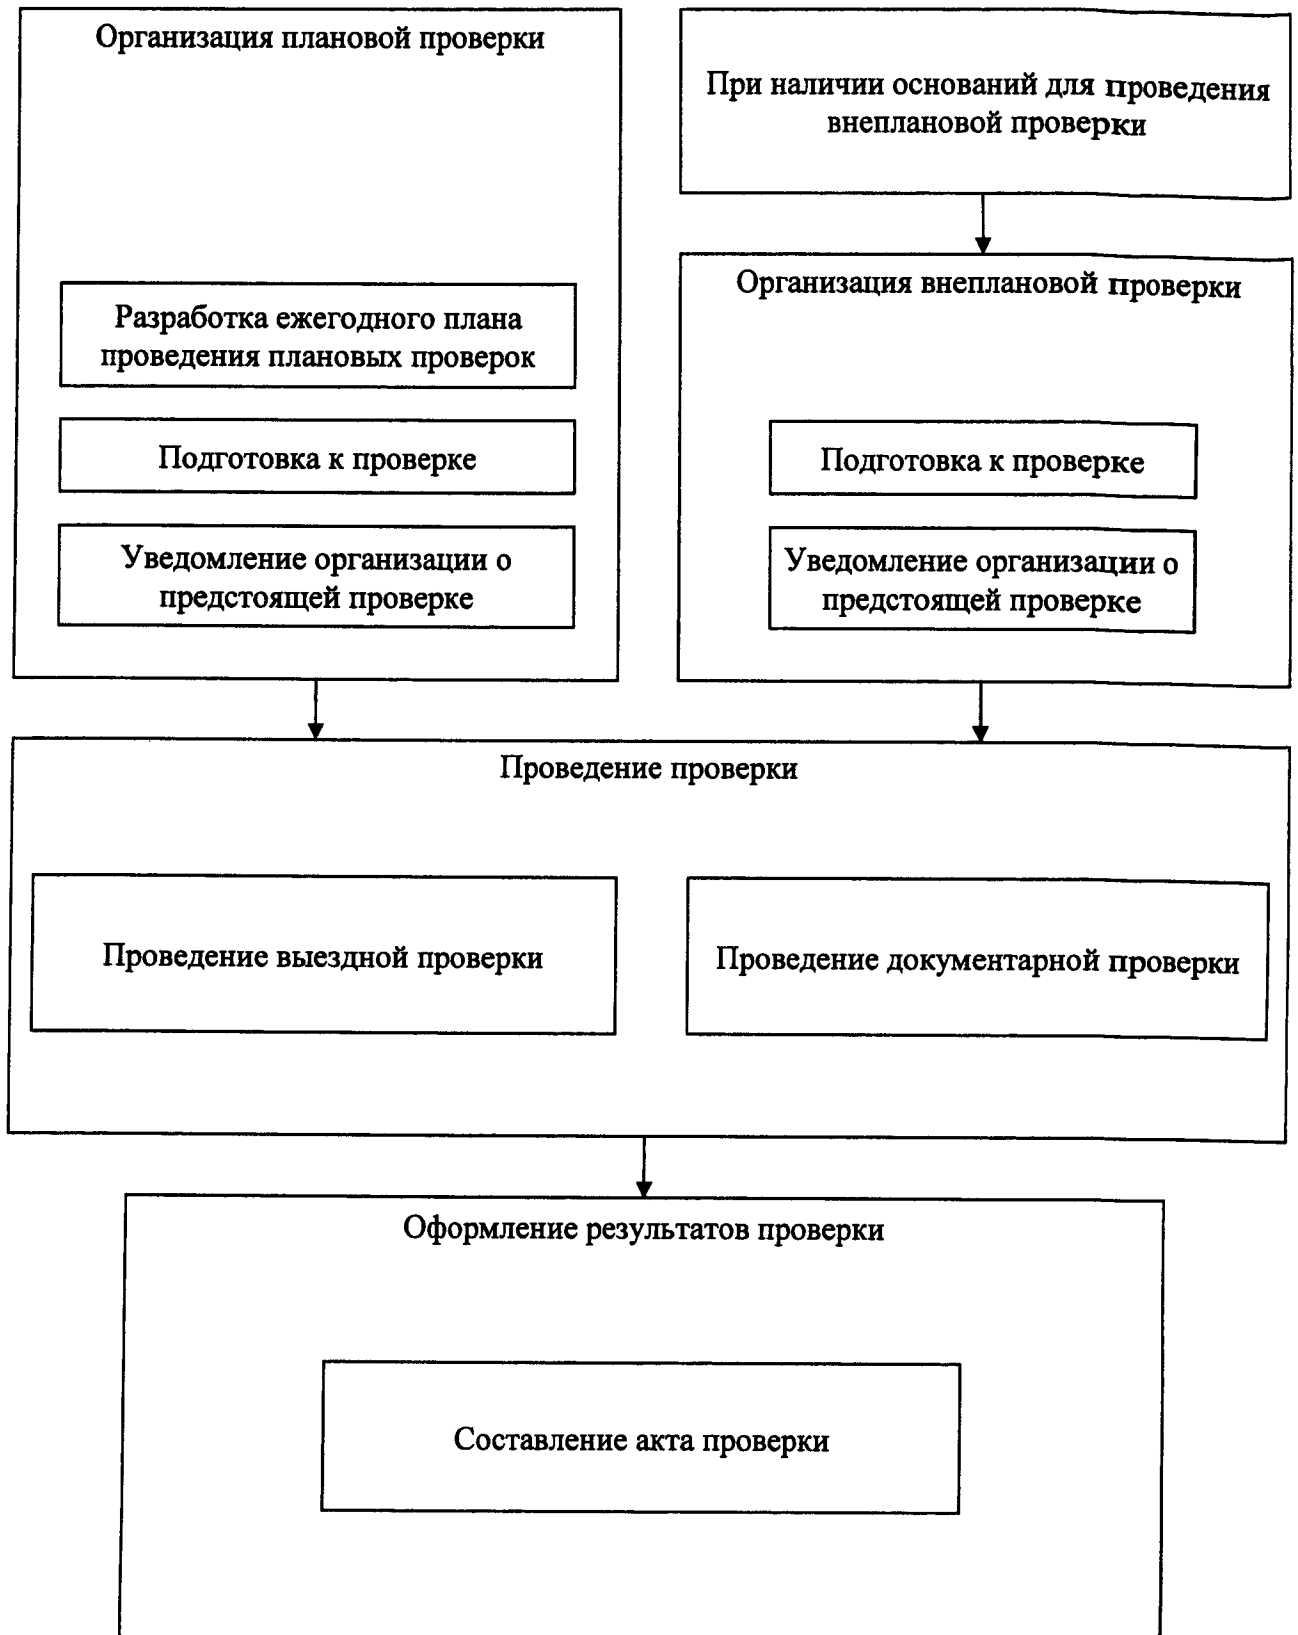 Организация плановой проверки
Разработка ежегодного плана
проведения плановых проверок
Подготовка к проверке
Уведомление организации о
предстоящей проверке
При наличии оснований для проведения
внеплановой проверки
Организация внеплановой проверки
Подготовка к проверке
Уведомление организации о
предстоящей проверке
Проведение проверки
Проведение выездной проверки
Проведение документарной проверки
Оформление результатов проверки
Составление акта проверки